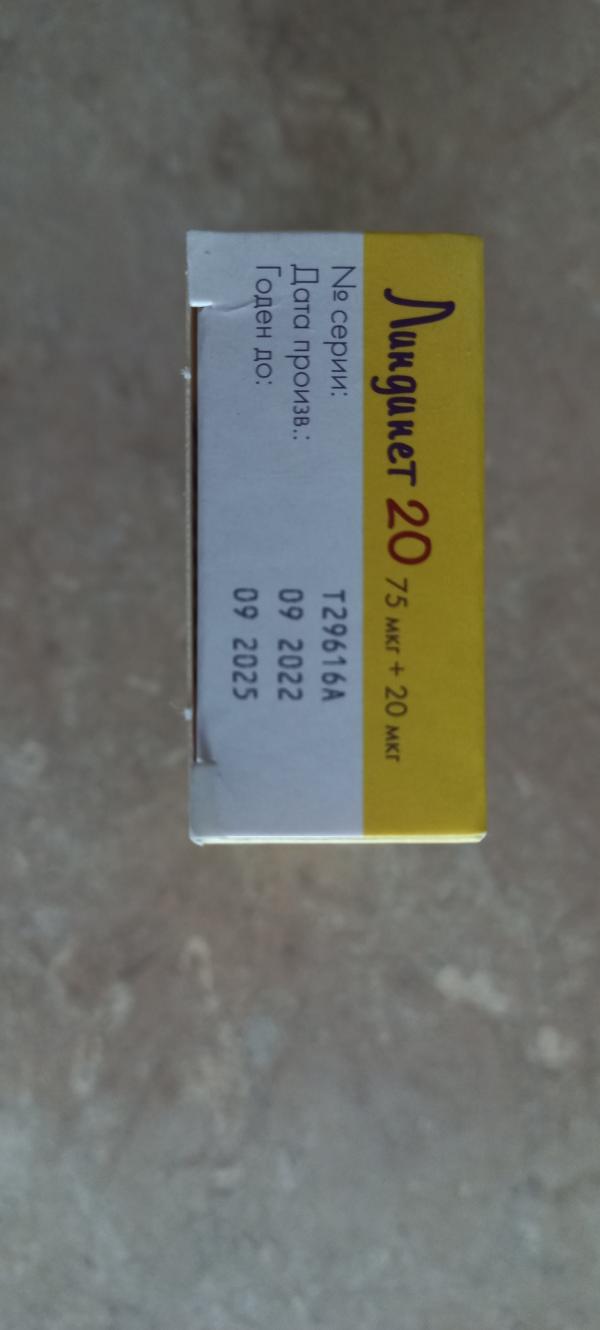 Линдинет 20 75 мкг + 20 мкг
№ серии: T29616A
Дата произв.: 09 2022
Годен до: 09 2025